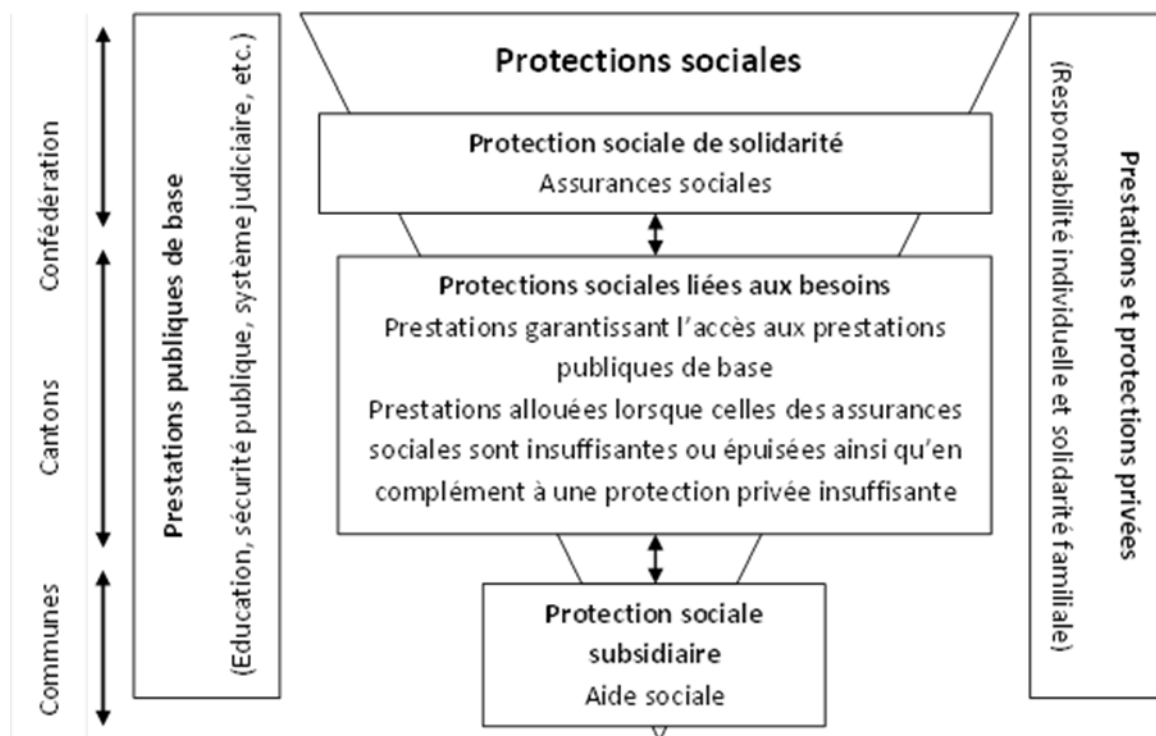 Confédération
Cantons
Communes
Prestations publiques de base
(Education, sécurité publique, système judiciaire, etc.)
Protections sociales
Protection sociale de solidarité
Assurances sociales
Protections sociales liées aux besoins
Prestations garantissant l’accès aux prestations
publiques de base
Prestations allouées lorsque celles des assurances
sociales sont insuffisantes ou épuisées ainsi qu’en
complément à une protection privée insuffisante
Protection sociale
subsidiaire
Aide sociale
Prestations et protections privées
(Responsabilité individuelle et solidarité familiale)